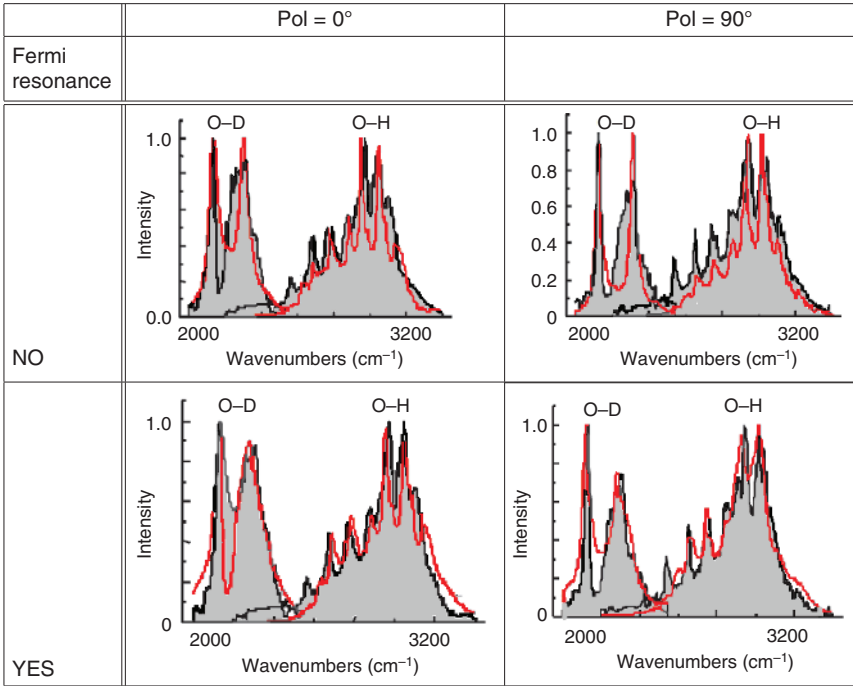 Pol = 0°
Pol = 90°
Fermi
resonance
NO
O–D
O–H
1.0
Intensity
0.0
2000
3200
Wavenumbers (cm⁻¹)
O–D
O–H
1.0
0.8
0.6
0.4
0.2
0
2000
3200
Wavenumbers (cm⁻¹)
YES
O–D
O–H
1.0
Intensity
0
2000
3200
Wavenumbers (cm⁻¹)
O–D
O–H
1.0
Intensity
0
2000
3200
Wavenumbers (cm⁻¹)